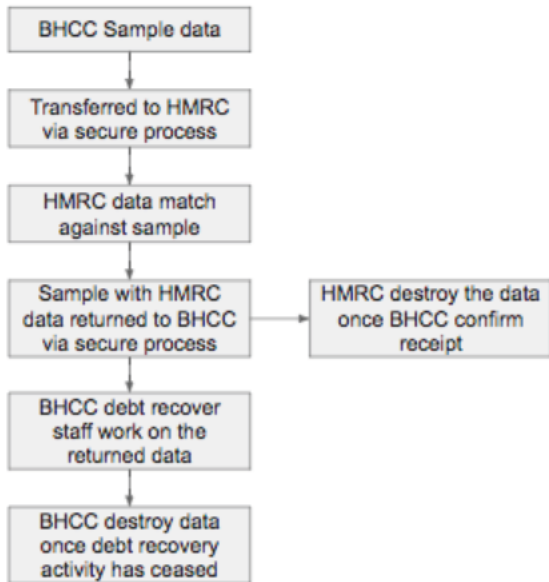 BHCC Sample data
Transferred to HMRC
via secure process
HMRC data match
against sample
Sample with HMRC
data returned to BHCC
via secure process
HMRC destroy the data
once BHCC confirm
receipt
BHCC debt recover
staff work on the
returned data
BHCC destroy data
once debt recovery
activity has ceased